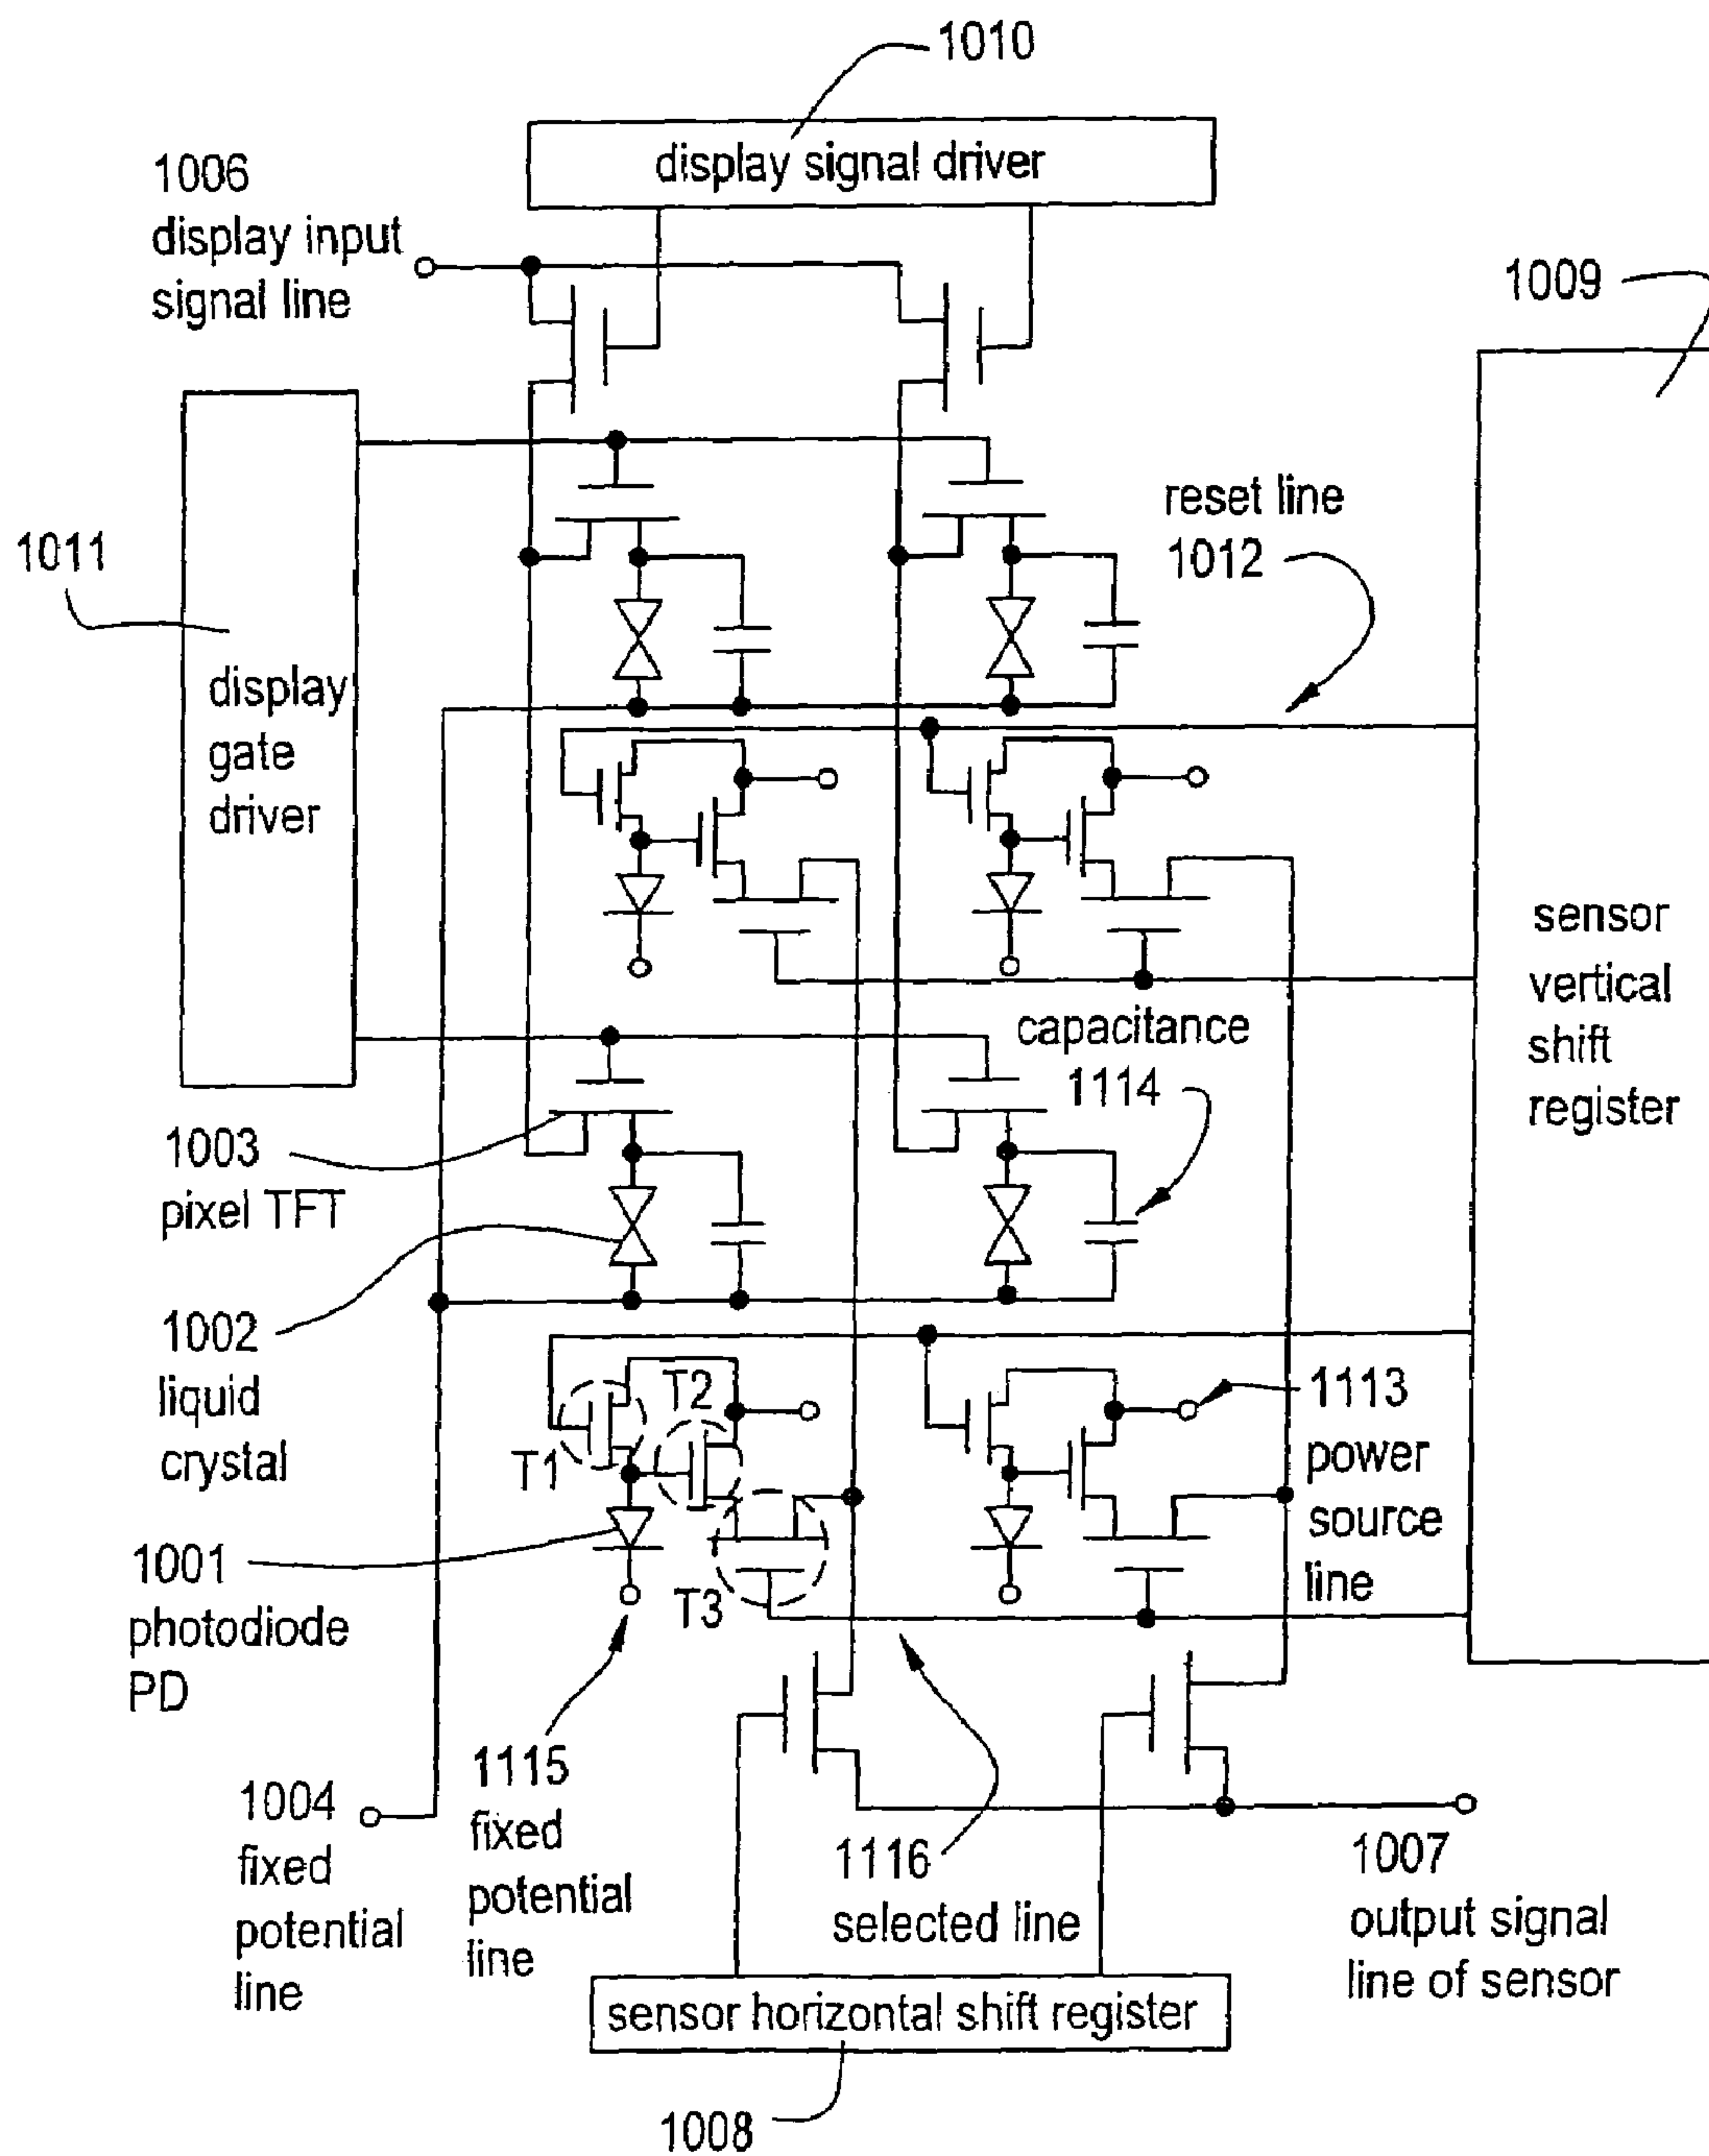 1010
display signal driver
1006
display input
signal line
1009
reset line
1012
1011
display
gate
driver
sensor
vertical
shift
register
capacitance
1114
1003
pixel TFT
1002
liquid
crystal
T1
T2
T3
1113
power
source
line
1001
photodiode
PD
1115
fixed
potential
line
1004
fixed
potential
line
1116
selected line
1007
output signal
line of sensor
sensor horizontal shift register
1008